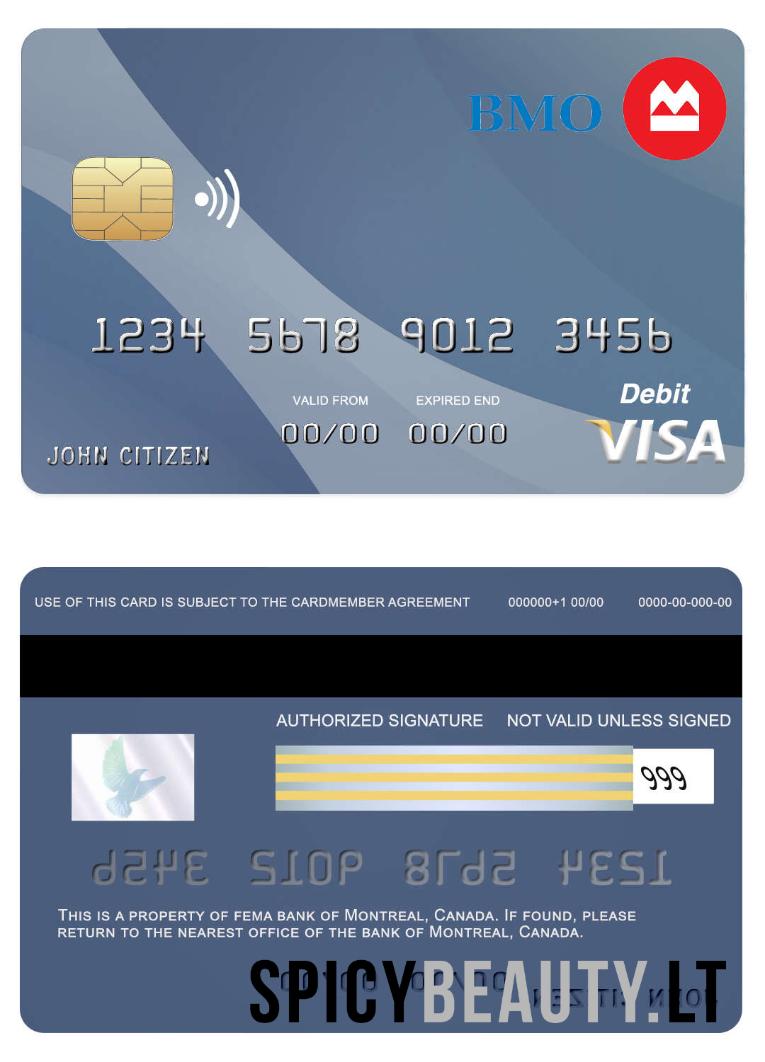 BMO
1234 5678 9012 3456
Debit
VALID FROM EXPIRED END
00/00 00/00
VISA
JOHN CITIZEN
USE OF THIS CARD IS SUBJECT TO THE CARDMEMBER AGREEMENT 000000+1 00/00 0000-00-000-00
AUTHORIZED SIGNATURE NOT VALID UNLESS SIGNED
999
THIS IS A PROPERTY OF FEMA BANK OF MONTREAL, CANADA. IF FOUND, PLEASE
RETURN TO THE NEAREST OFFICE OF THE BANK OF MONTREAL, CANADA.
SPICYBEAUTY.LT